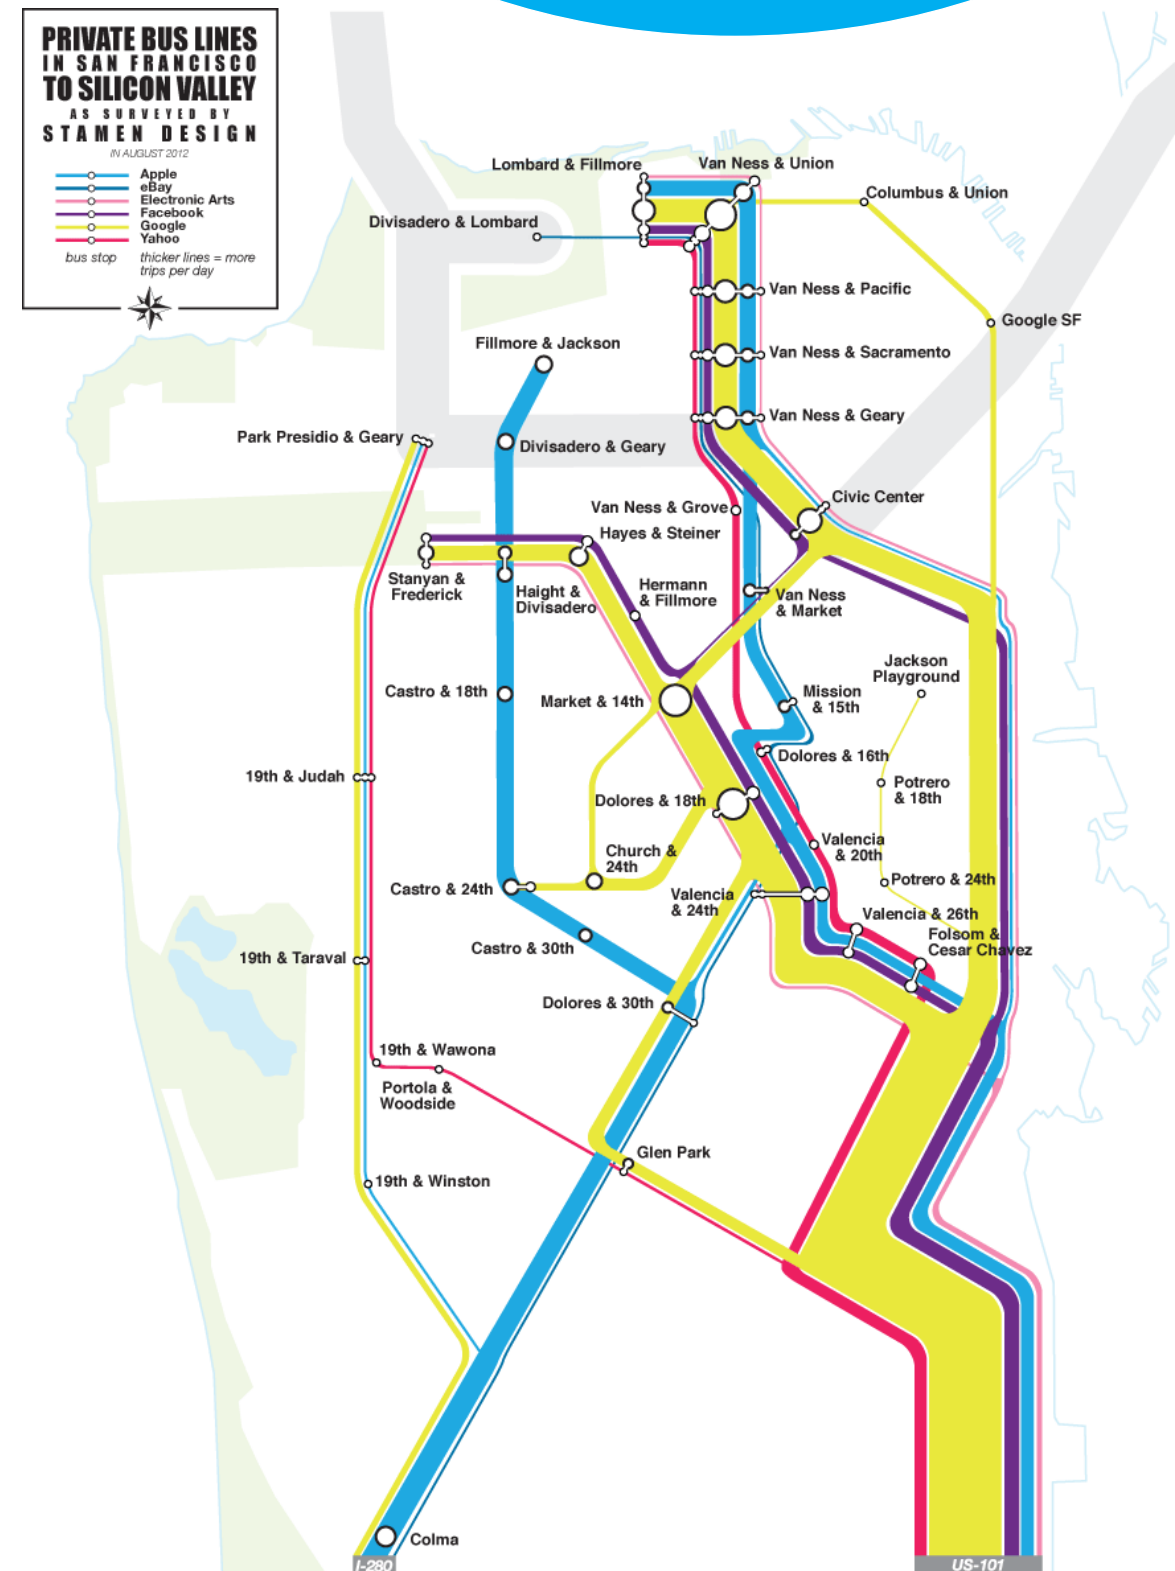 PRIVATE BUS LINES
IN SAN FRANCISCO
TO SILICON VALLEY
AS SURVEYED BY
STAMEN DESIGN
IN AUGUST 2012
Apple
eBay
Electronic Arts
Facebook
Google
Yahoo
bus stop
thicker lines = more
trips per day
Lombard & Fillmore
Van Ness & Union
Columbus & Union
Divisadero & Lombard
Van Ness & Pacific
Google SF
Fillmore & Jackson
Van Ness & Sacramento
Van Ness & Geary
Park Presidio & Geary
Divisadero & Geary
Civic Center
Van Ness & Grove
Hayes & Steiner
Stanyan &
Frederick
Haight &
Divisadero
Hermann
& Fillmore
Van Ness
& Market
Jackson
Playground
Castro & 18th
Market & 14th
Mission
& 15th
Dolores & 16th
19th & Judah
Potrero
& 18th
Dolores & 18th
Valencia
& 20th
Church &
24th
Castro & 24th
Potrero & 24th
Valencia
& 24th
Valencia & 26th
Folsom &
Cesar Chavez
Castro & 30th
19th & Taraval
Dolores & 30th
19th & Wawona
Portola &
Woodside
Glen Park
19th & Winston
Colma
I-280
US-101